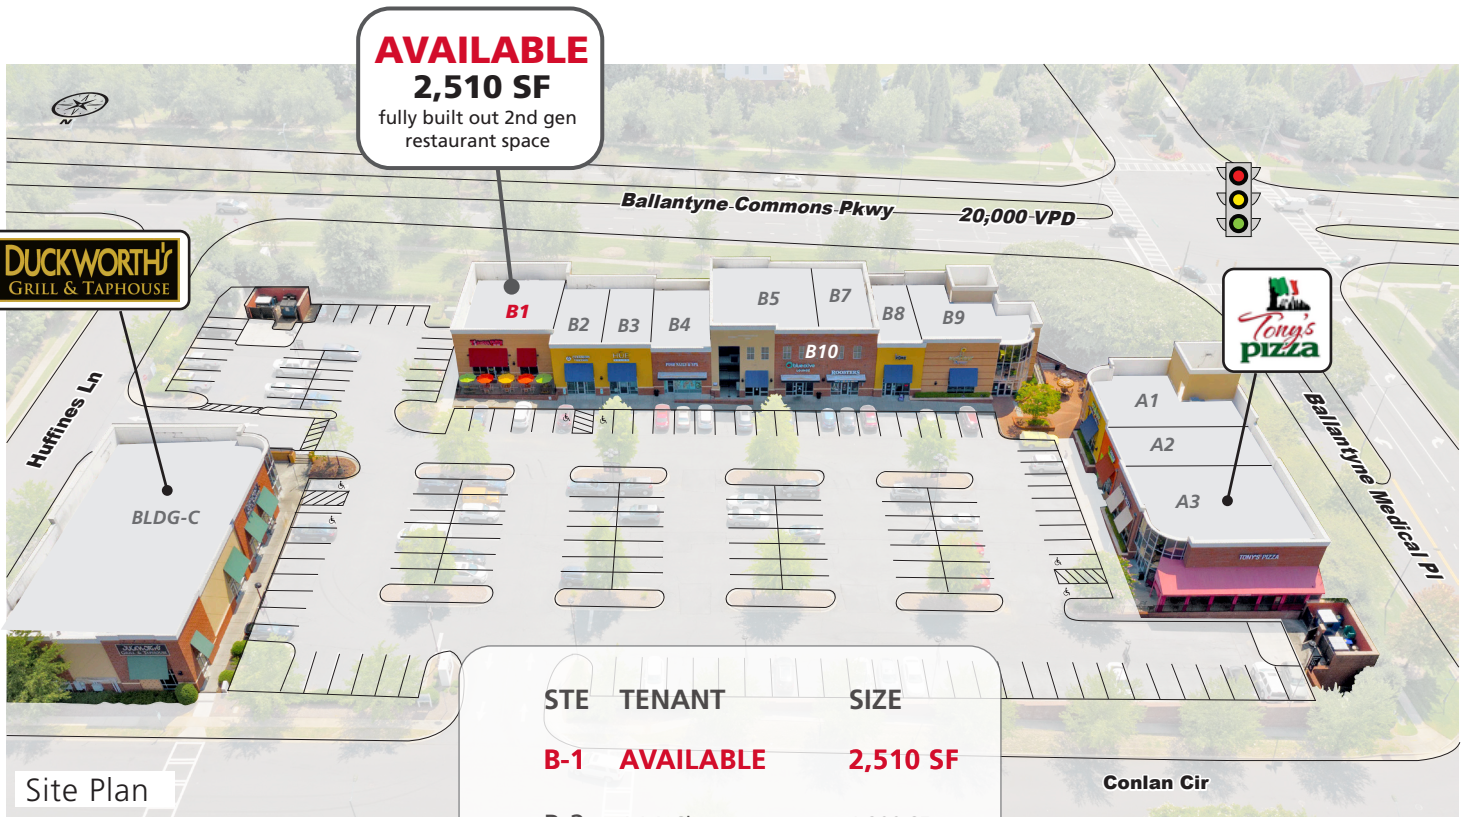 AVAILABLE
2,510 SF
fully built out 2nd gen
restaurant space
N
Ballantyne Commons Pkwy 20,000 VPD
DUCKWORTH'S
GRILL & TAPHOUSE
Tony's
pizza
B1
B2
B3
B4
B5
B7
B8
B9
B10
Huffines Ln
A1
A2
A3
Ballantyne Medical Pl
BLDG-C
TONY'S PIZZA
STE TENANT SIZE
B-1 AVAILABLE 2,510 SF
Conlan Cir
Site Plan